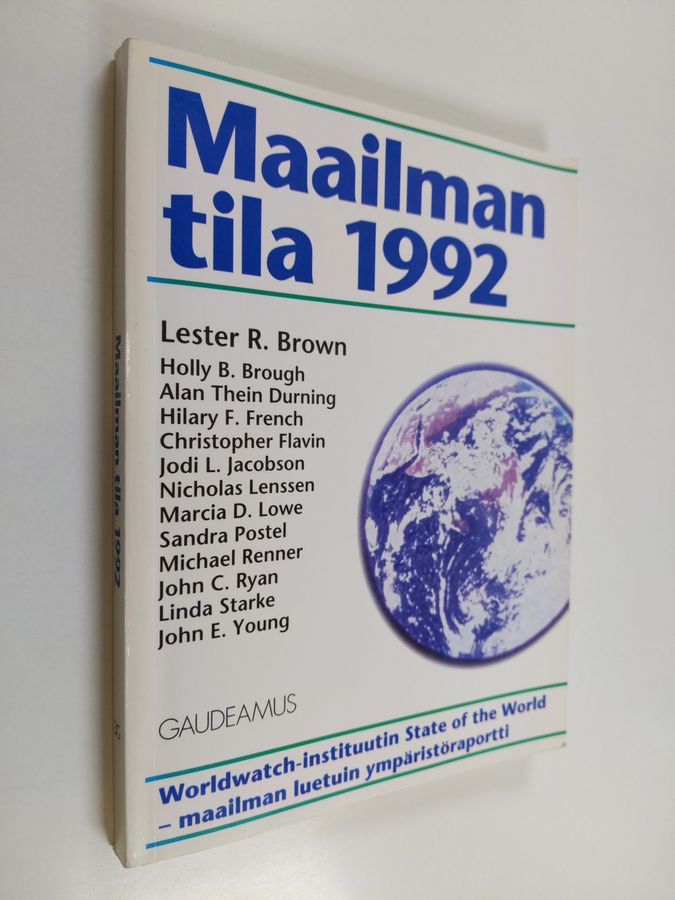 Maailman
tila 1992
Lester R. Brown
Holly B. Brough
Alan Thein Durning
Hilary F. French
Christopher Flavin
Jodi L. Jacobson
Nicholas Lenssen
Marcia D. Lowe
Sandra Postel
Michael Renner
John C. Ryan
Linda Starke
John E. Young
GAUDEAMUS
Worldwatch-instituutin State of the World
– maailman luetuin ympäristöraportti
Maailman tila 1992